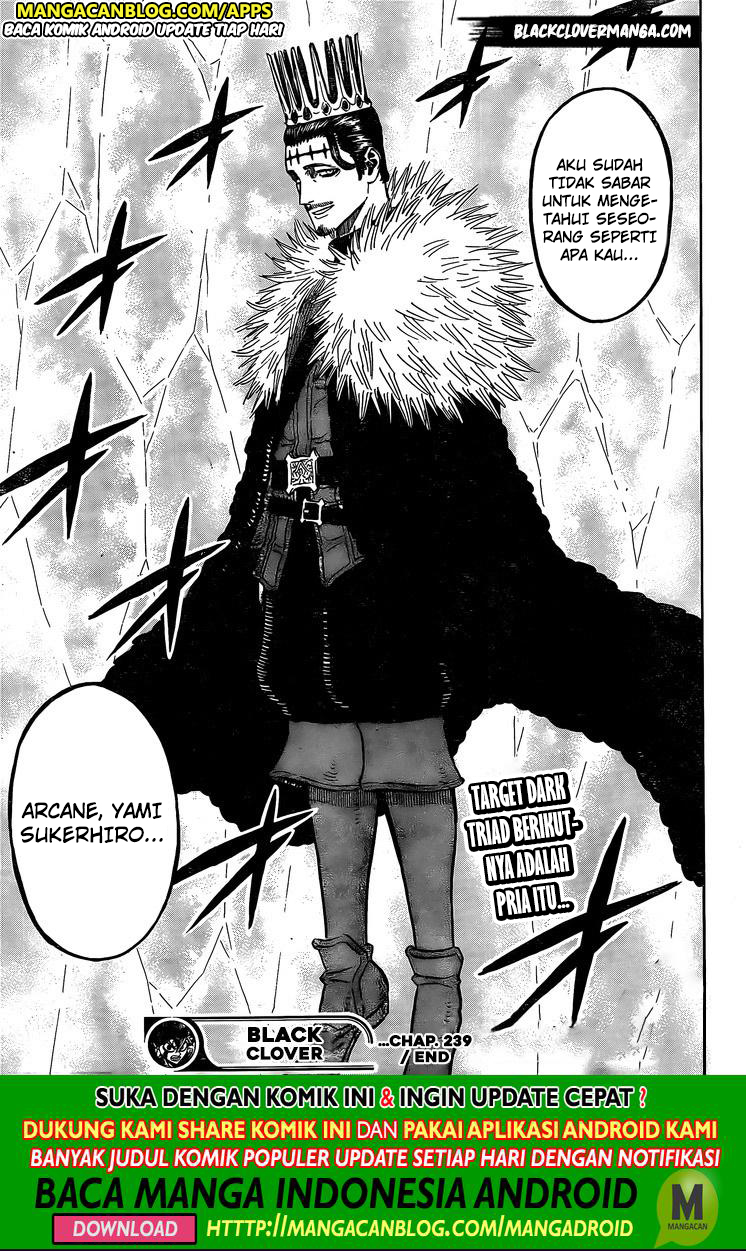 MANGACANBLOG.COM/APPS
BACA KOMIK ANDROID UPDATE TIAP HARI
BLACKCLOVERMANGA.COM
AKU SUDAH
TIDAK SABAR
UNTUK MENGE-
TAHUI SESEO-
RANG SEPERTI
APA KAU...
ARCANE, YAMI
SUKERHIRO...
TARGET DARK
TRIAD BERIKUT-
NYA ADALAH
PRIA ITU...
BLACK
CLOVER
...CHAP. 239
/ END
SUKA DENGAN KOMIK INI & INGIN UPDATE CEPAT ?
DUKUNG KAMI SHARE KOMIK INI DAN PAKAI APLIKASI ANDROID KAMI
BANYAK JUDUL KOMIK POPULER UPDATE SETIAP HARI DENGAN NOTIFIKASI
BACA MANGA INDONESIA ANDROID
DOWNLOAD
HTTTP://MANGACANBLOG.COM/MANGADROID
M
MANGACAN